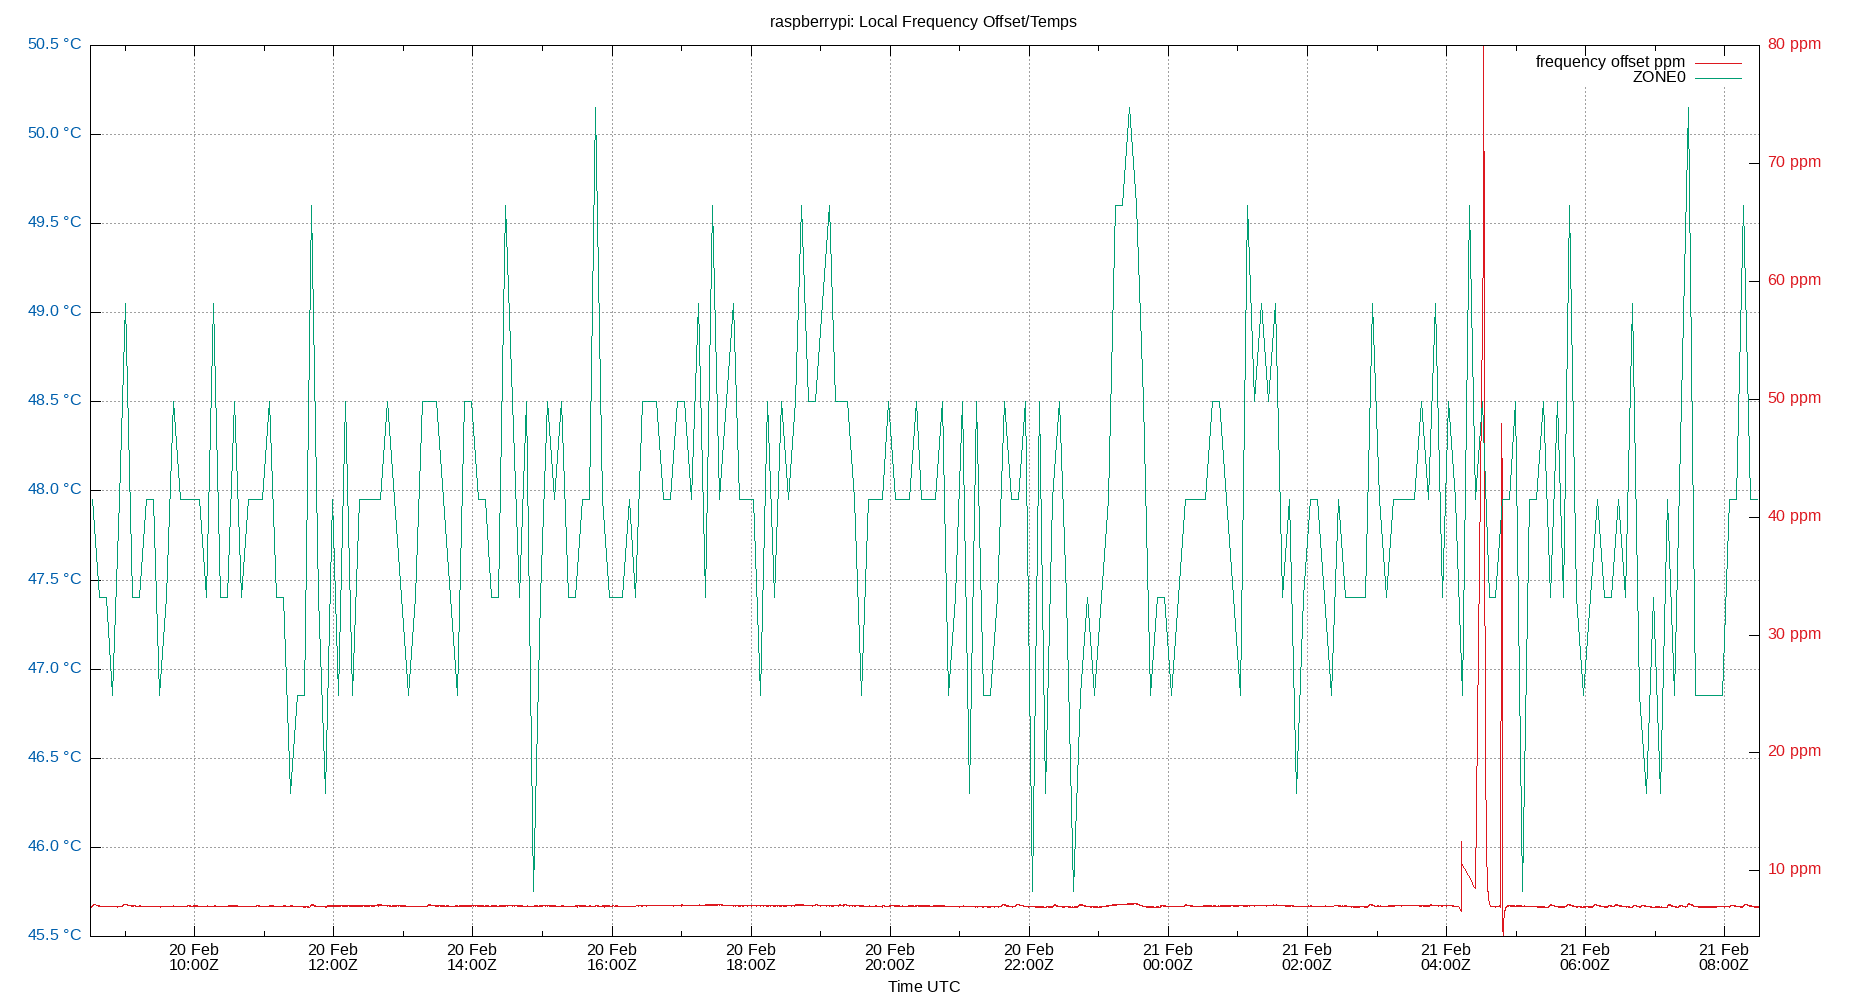 raspberrypi: Local Frequency Offset/Temps
50.5 °C
50.0 °C
49.5 °C
49.0 °C
48.5 °C
48.0 °C
47.5 °C
47.0 °C
46.5 °C
46.0 °C
45.5 °C
80 ppm
70 ppm
60 ppm
50 ppm
40 ppm
30 ppm
20 ppm
10 ppm
frequency offset ppm
ZONE0
20 Feb
10:00Z
20 Feb
12:00Z
20 Feb
14:00Z
20 Feb
16:00Z
20 Feb
18:00Z
20 Feb
20:00Z
20 Feb
22:00Z
21 Feb
00:00Z
21 Feb
02:00Z
21 Feb
04:00Z
21 Feb
06:00Z
21 Feb
08:00Z
Time UTC